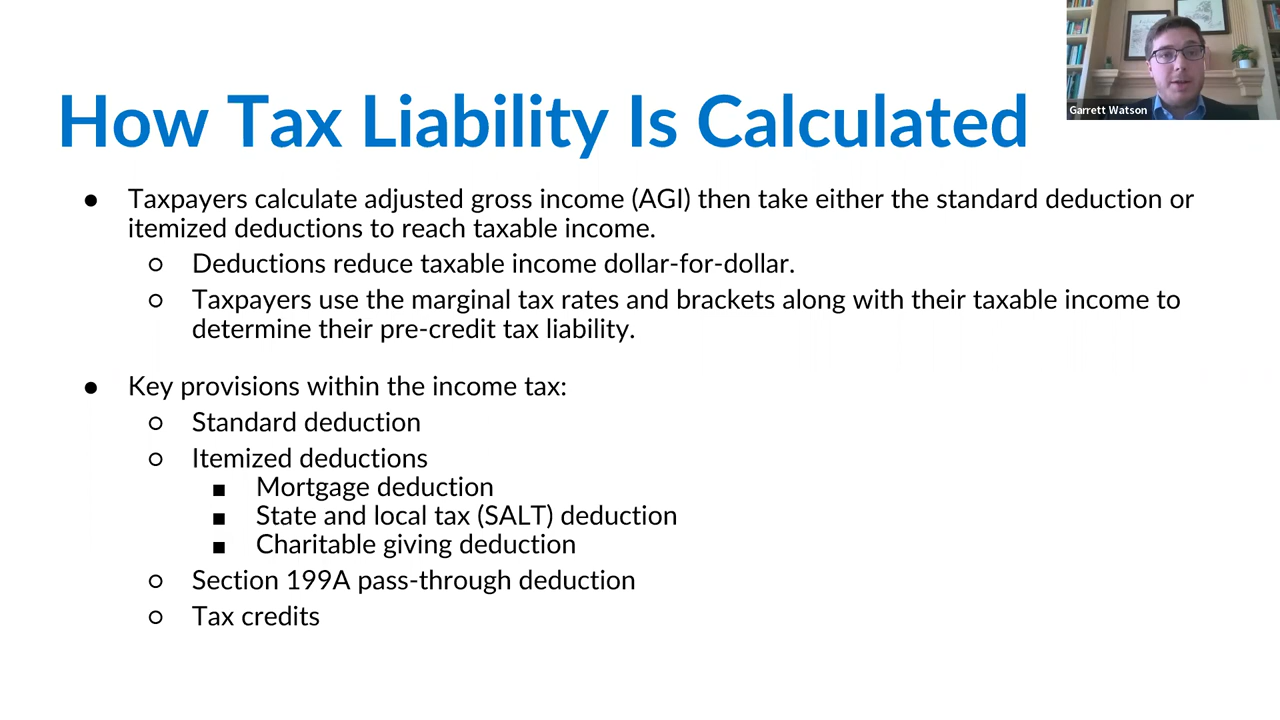 How Tax Liability Is Calculated
Garrett Watson
● Taxpayers calculate adjusted gross income (AGI) then take either the standard deduction or
itemized deductions to reach taxable income.
○ Deductions reduce taxable income dollar-for-dollar.
○ Taxpayers use the marginal tax rates and brackets along with their taxable income to
determine their pre-credit tax liability.
● Key provisions within the income tax:
○ Standard deduction
○ Itemized deductions
■ Mortgage deduction
■ State and local tax (SALT) deduction
■ Charitable giving deduction
○ Section 199A pass-through deduction
○ Tax credits